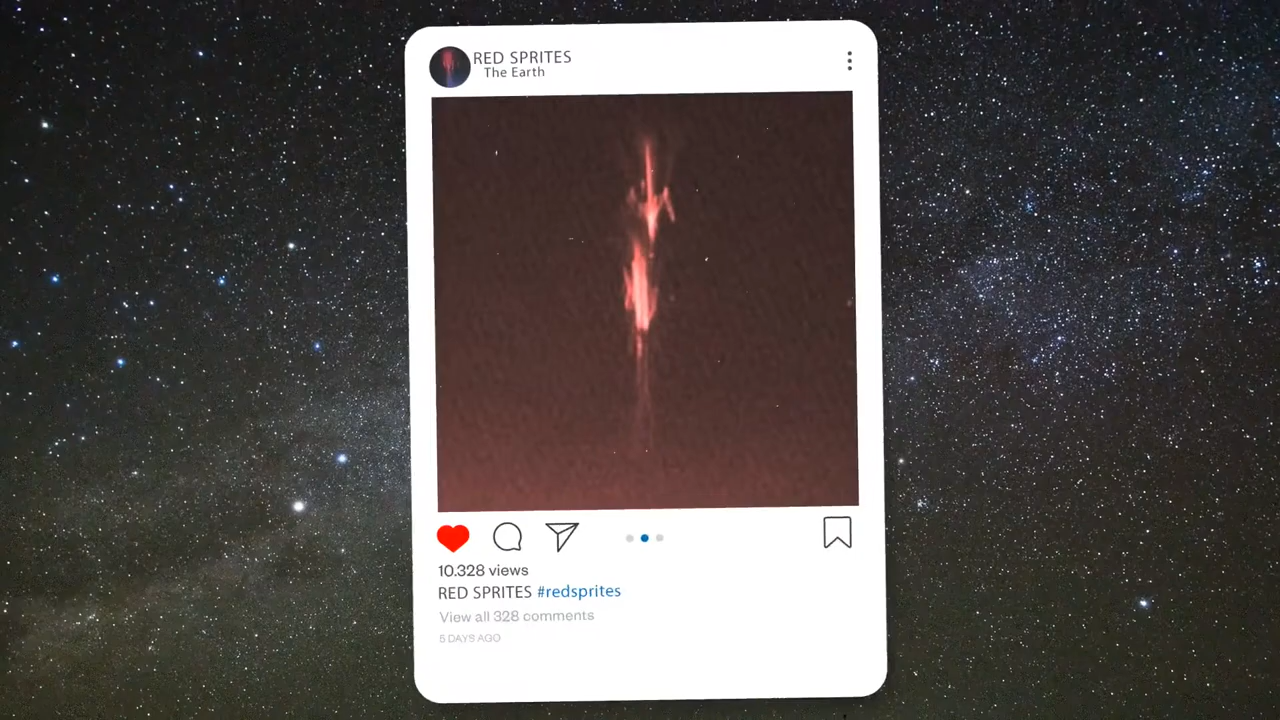 RED SPRITES
The Earth
10.328 views
RED SPRITES #redsprites
View all 328 comments
5 DAYS AGO